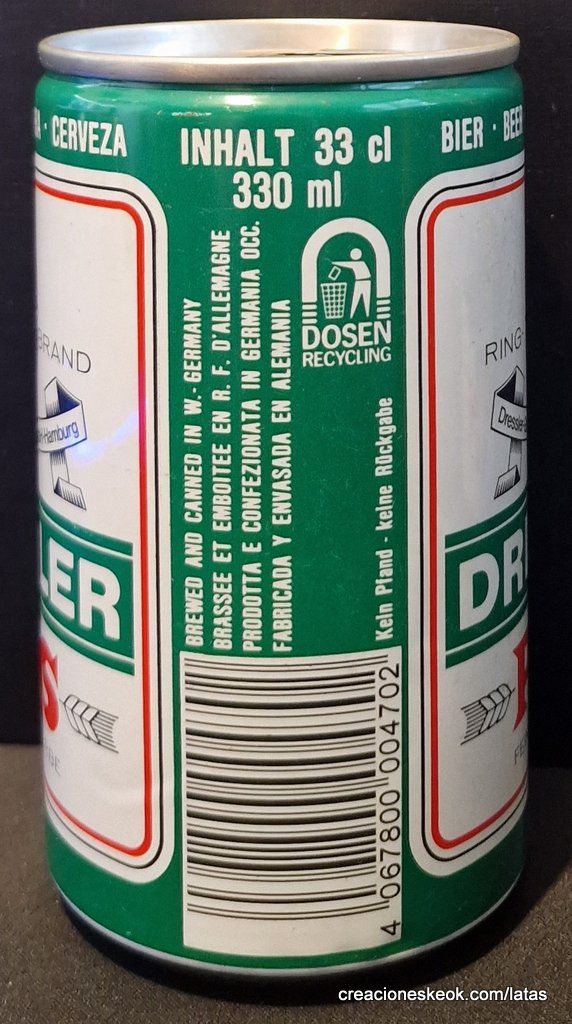 CERVEZA
INHALT 33 cl
330 ml
BIER · BEER
BRAND
Hamburg
LER
BREWED AND CANNED IN W.-GERMANY
BRASSEE ET EMBOITEE EN R. F. D'ALLEMAGNE
PRODOTTA E CONFEZIONATA IN GERMANIA OCC.
FABRICADA Y ENVASADA EN ALEMANIA
DOSEN
RECYCLING
Kein Pfand - keine Rückgabe
4 067800 004702
RING
Dressler
DR
creacioneskeok.com/latas